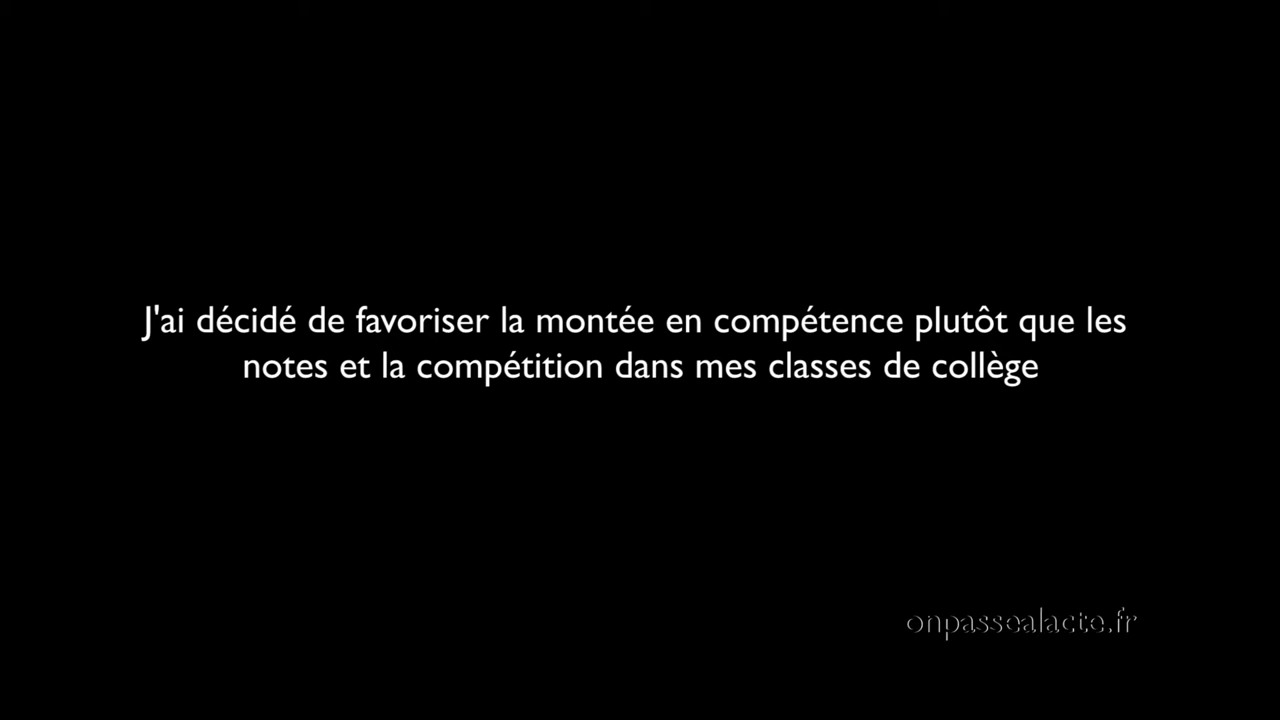 J'ai décidé de favoriser la montée en compétence plutôt que les
notes et la compétition dans mes classes de collège
onpassealacte.fr